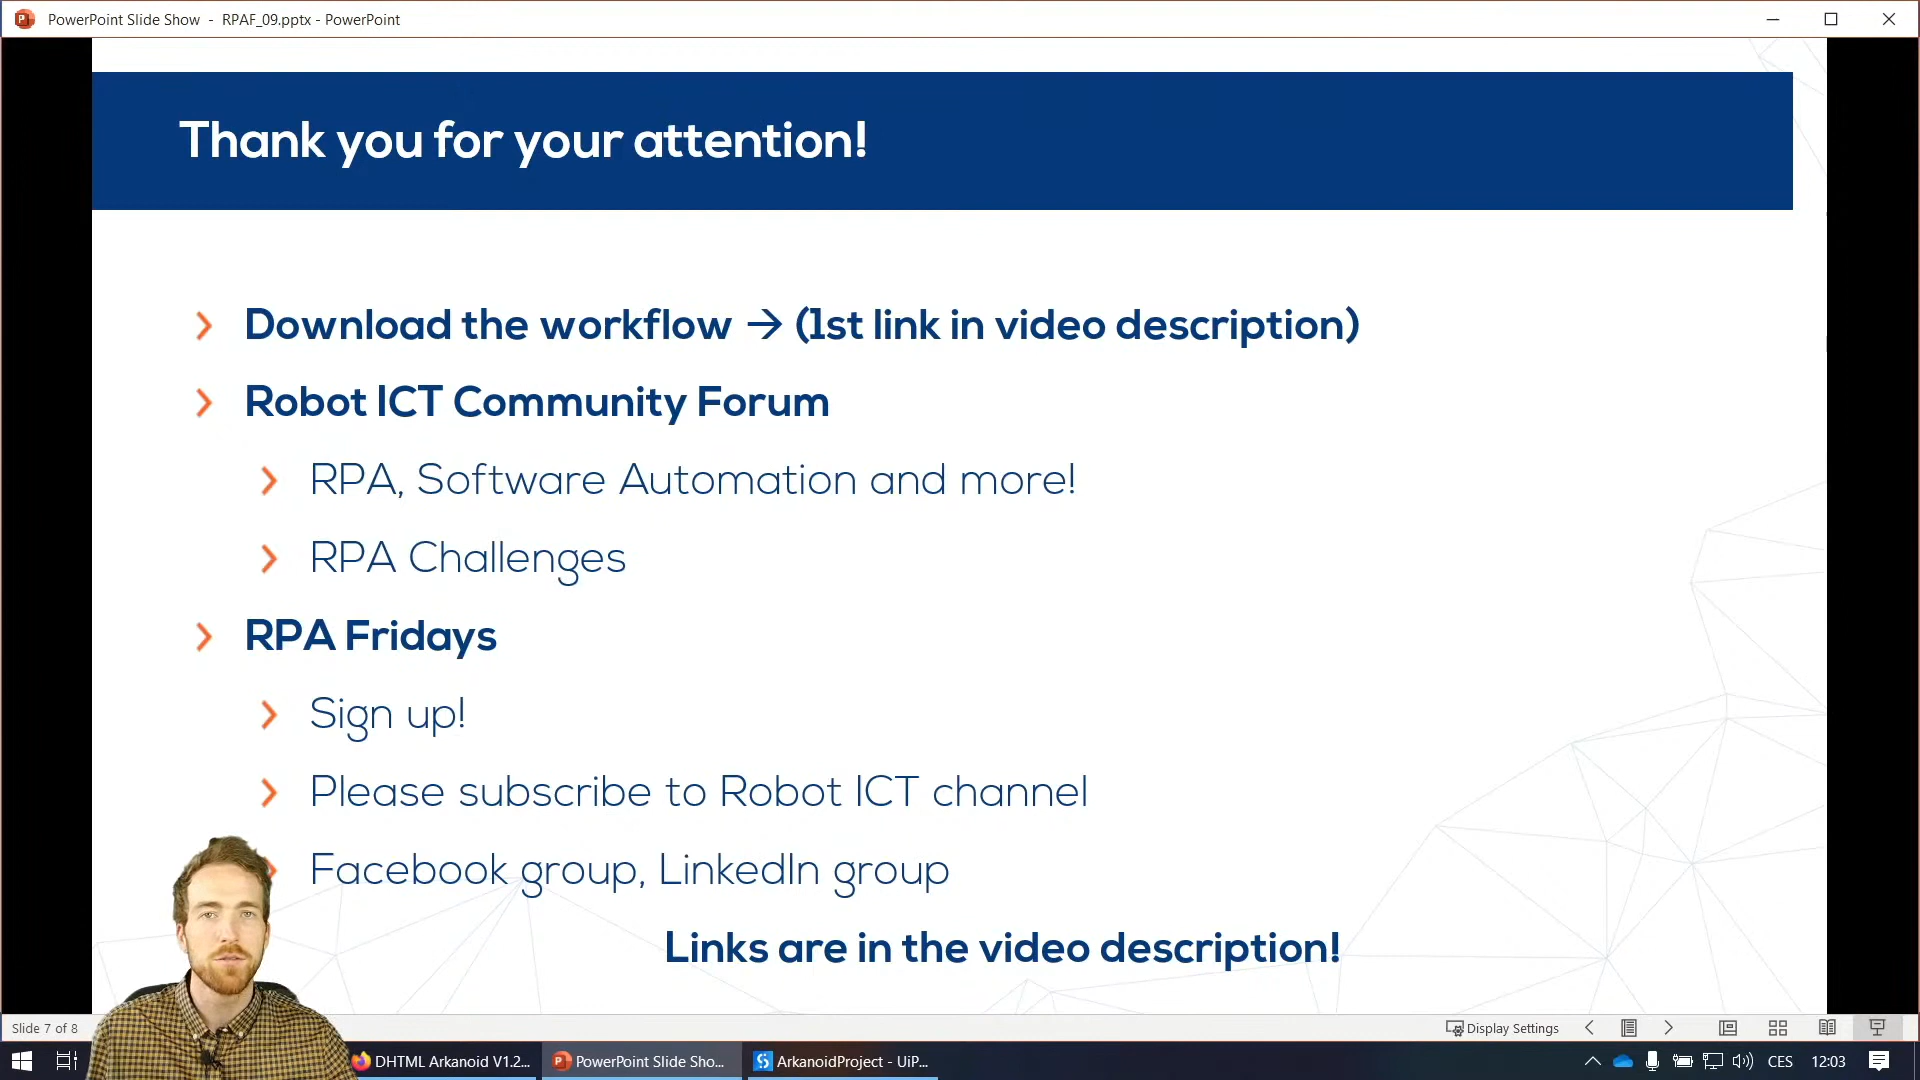 PowerPoint Slide Show - RPAF_09.pptx - PowerPoint
Thank you for your attention!
Download the workflow → (1st link in video description)
Robot ICT Community Forum
RPA, Software Automation and more!
RPA Challenges
RPA Fridays
Sign up!
Please subscribe to Robot ICT channel
Facebook group, LinkedIn group
Links are in the video description!
Slide 7 of 8
Display Settings
DHTML Arkanoid V1.2...
PowerPoint Slide Sho...
ArkanoidProject - UiP...
CES
12:03